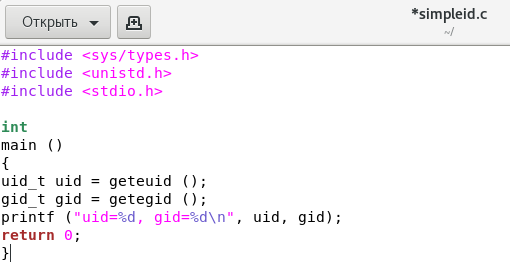 Открыть
*simpleid.c
~/
#include <sys/types.h>
#include <unistd.h>
#include <stdio.h>
int
main ()
{
uid_t uid = geteuid ();
gid_t gid = getegid ();
printf ("uid=%d, gid=%d\n", uid, gid);
return 0;
}